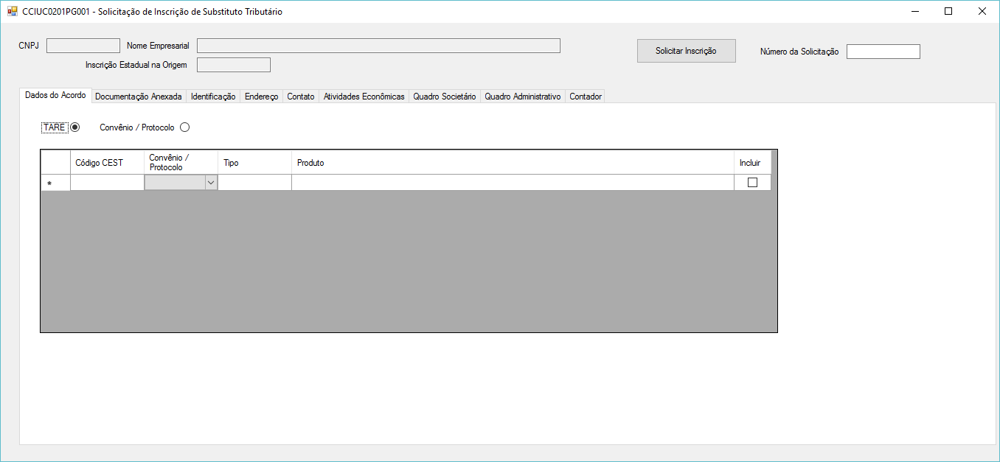 CCIUC0201PG001 - Solicitação de Inscrição de Substituto Tributário
CNPJ Nome Empresarial Solicitar Inscrição Número da Solicitação
Inscrição Estadual na Origem
Dados do Acordo Documentação Anexada Identificação Endereço Contato Atividades Econômicas Quadro Societário Quadro Administrativo Contador
TARE Convênio / Protocolo
Código CEST Convênio / Protocolo Tipo Produto Incluir
*